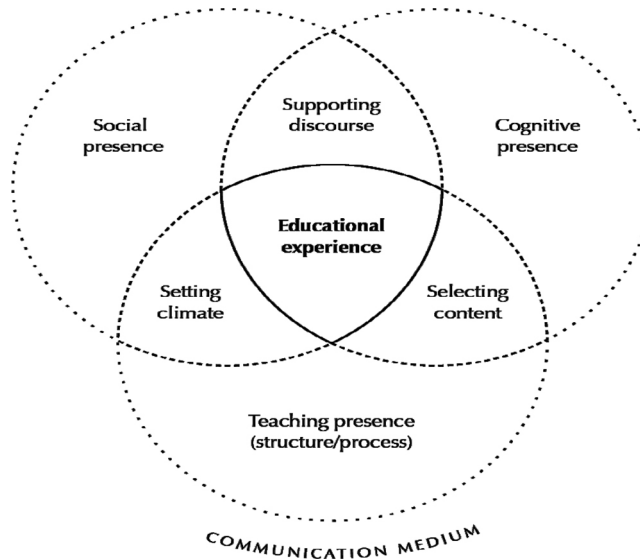 Supporting
discourse
Social
presence
Cognitive
presence
Educational
experience
Setting
climate
Selecting
content
Teaching presence
(structure/process)
COMMUNICATION MEDIUM